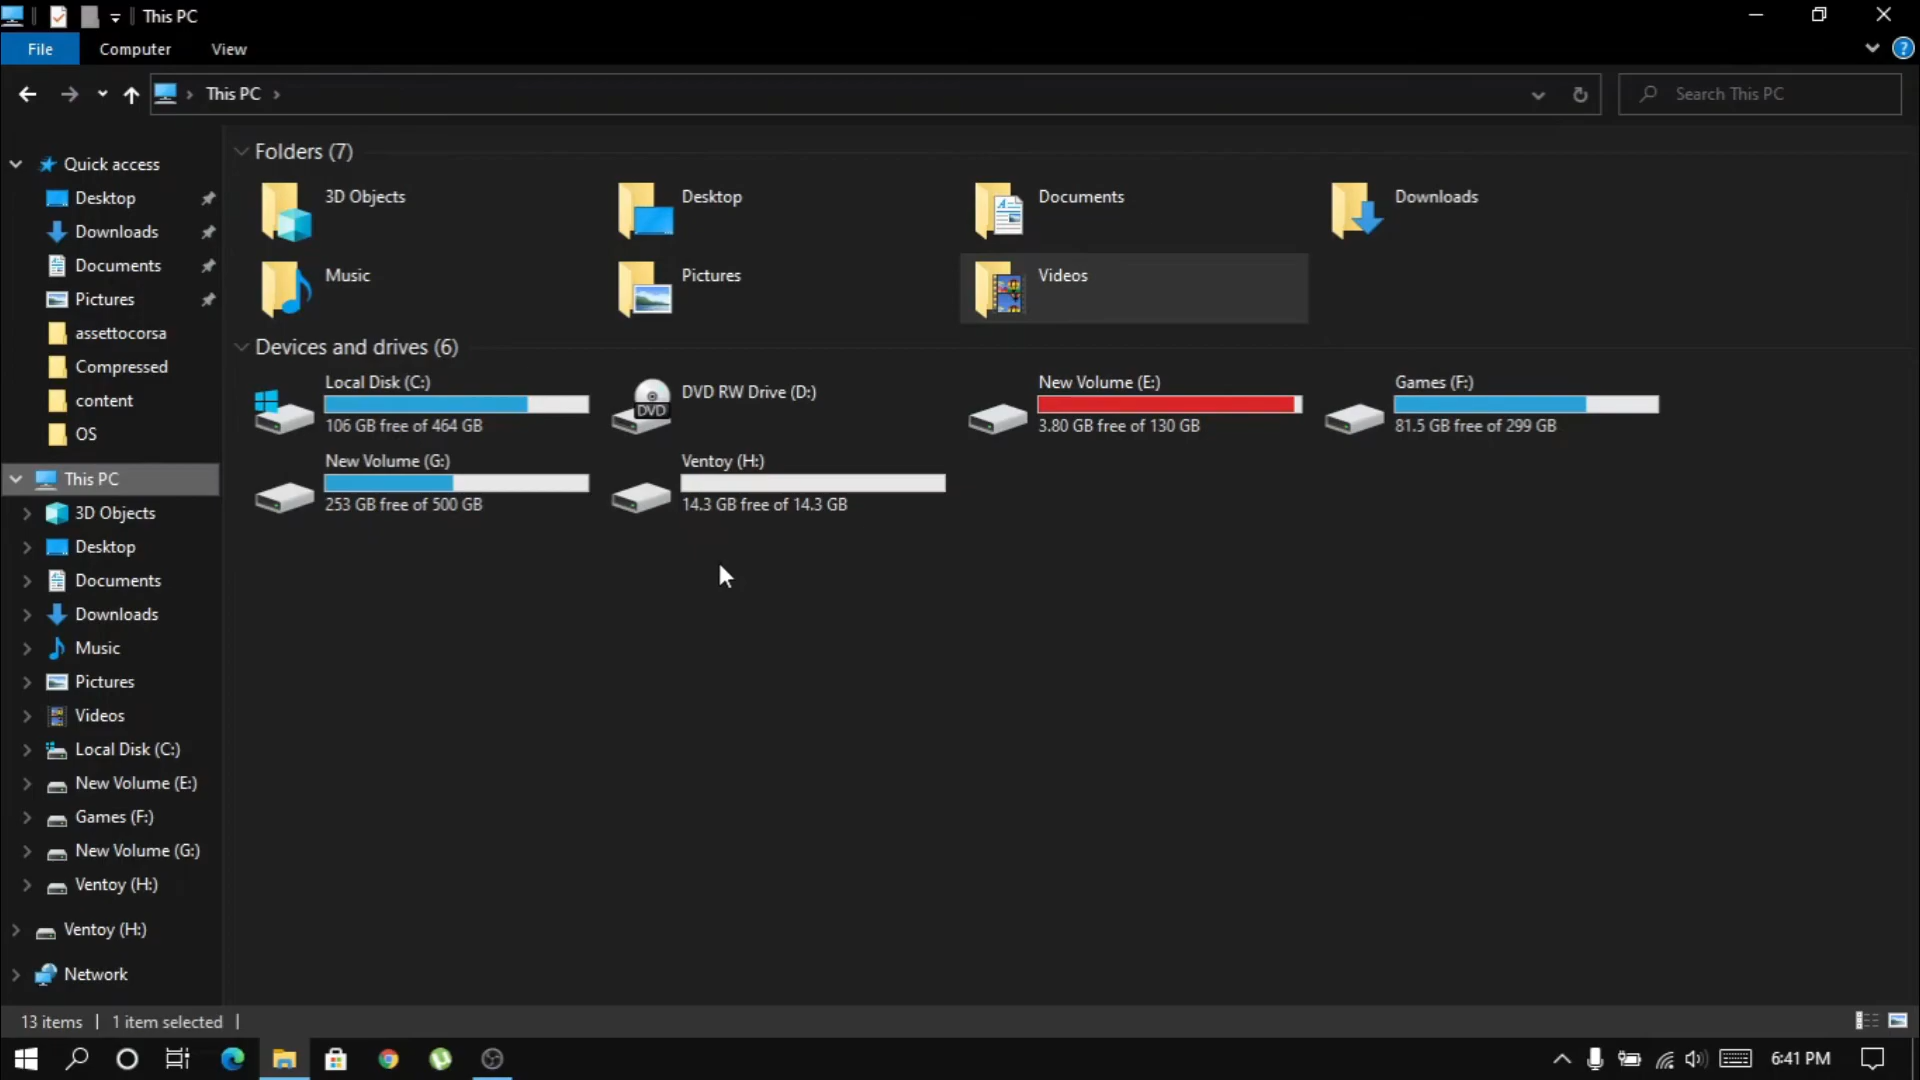 This PC
File Computer View
This PC
Search This PC
Quick access
Desktop
Downloads
Documents
Pictures
assettocorsa
Compressed
content
OS
This PC
3D Objects
Desktop
Documents
Downloads
Music
Pictures
Videos
Local Disk (C:)
New Volume (E:)
Games (F:)
New Volume (G:)
Ventoy (H:)
Ventoy (H:)
Network
Folders (7)
3D Objects
Desktop
Documents
Downloads
Music
Pictures
Videos
Devices and drives (6)
Local Disk (C:)
106 GB free of 464 GB
DVD RW Drive (D:)
DVD
New Volume (E:)
3.80 GB free of 130 GB
Games (F:)
81.5 GB free of 299 GB
New Volume (G:)
253 GB free of 500 GB
Ventoy (H:)
14.3 GB free of 14.3 GB
13 items 1 item selected
6:41 PM